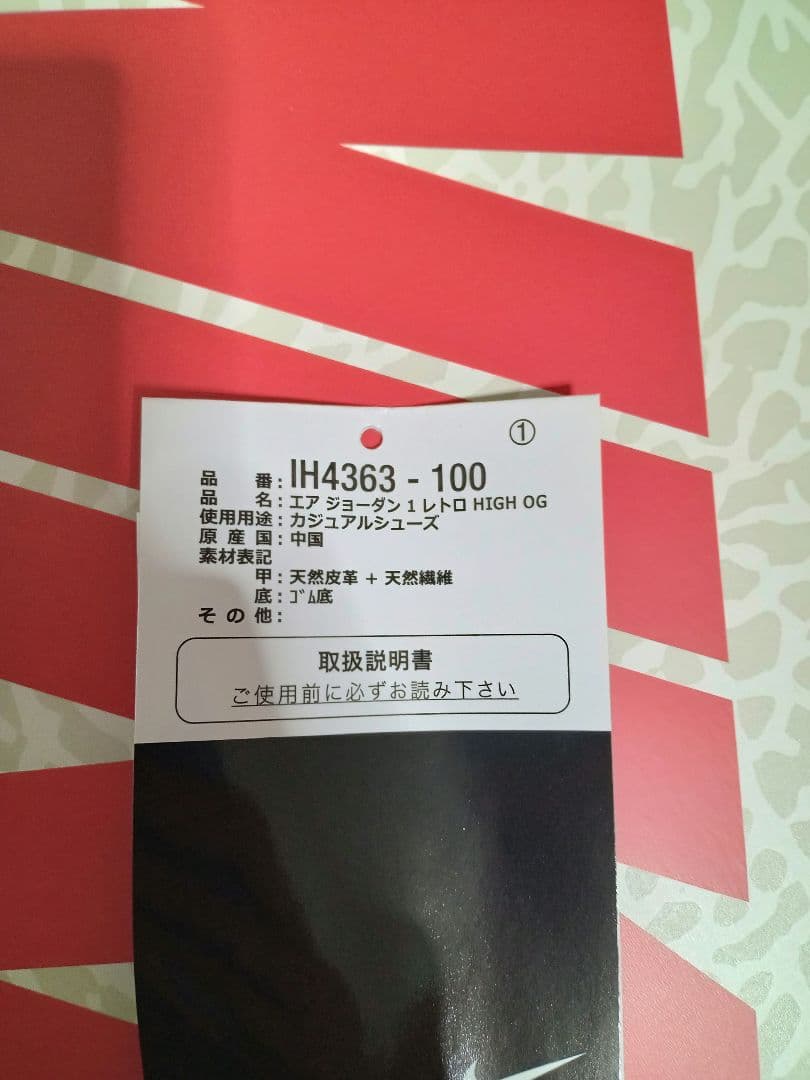 ①
品番：IH4363 - 100
品名：エア ジョーダン 1 レトロ HIGH OG
使用用途：カジュアルシューズ
原産国：中国
素材表記
甲：天然皮革 + 天然繊維
底：ｺﾞﾑ底
その他：
取扱説明書
ご使用前に必ずお読み下さい